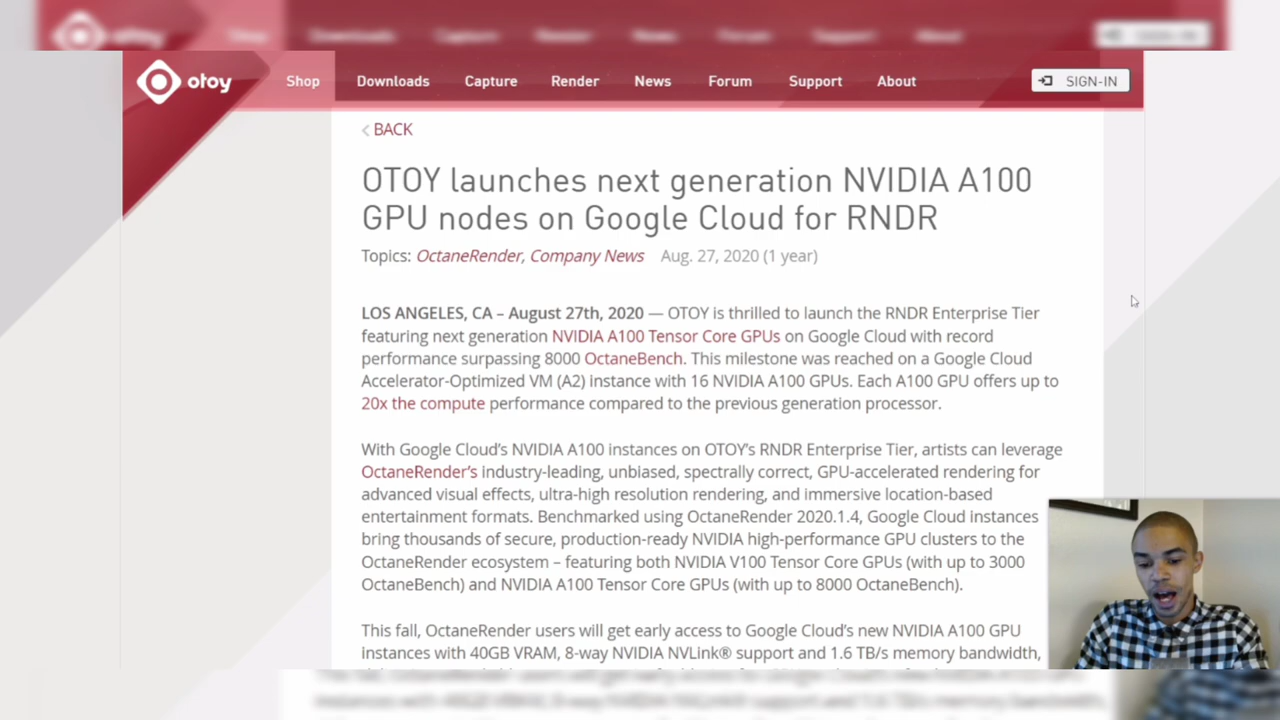 otoy
Shop Downloads Capture Render News Forum Support About SIGN-IN
BACK
OTOY launches next generation NVIDIA A100
GPU nodes on Google Cloud for RNDR
Topics: OctaneRender, Company News Aug. 27, 2020 (1 year)
LOS ANGELES, CA – August 27th, 2020 — OTOY is thrilled to launch the RNDR Enterprise Tier
featuring next generation NVIDIA A100 Tensor Core GPUs on Google Cloud with record
performance surpassing 8000 OctaneBench. This milestone was reached on a Google Cloud
Accelerator-Optimized VM (A2) instance with 16 NVIDIA A100 GPUs. Each A100 GPU offers up to
20x the compute performance compared to the previous generation processor.
With Google Cloud's NVIDIA A100 instances on OTOY's RNDR Enterprise Tier, artists can leverage
OctaneRender's industry-leading, unbiased, spectrally correct, GPU-accelerated rendering for
advanced visual effects, ultra-high resolution rendering, and immersive location-based
entertainment formats. Benchmarked using OctaneRender 2020.1.4, Google Cloud instances
bring thousands of secure, production-ready NVIDIA high-performance GPU clusters to the
OctaneRender ecosystem – featuring both NVIDIA V100 Tensor Core GPUs (with up to 3000
OctaneBench) and NVIDIA A100 Tensor Core GPUs (with up to 8000 OctaneBench).
This fall, OctaneRender users will get early access to Google Cloud's new NVIDIA A100 GPU
instances with 40GB VRAM, 8-way NVIDIA NVLink® support and 1.6 TB/s memory bandwidth,